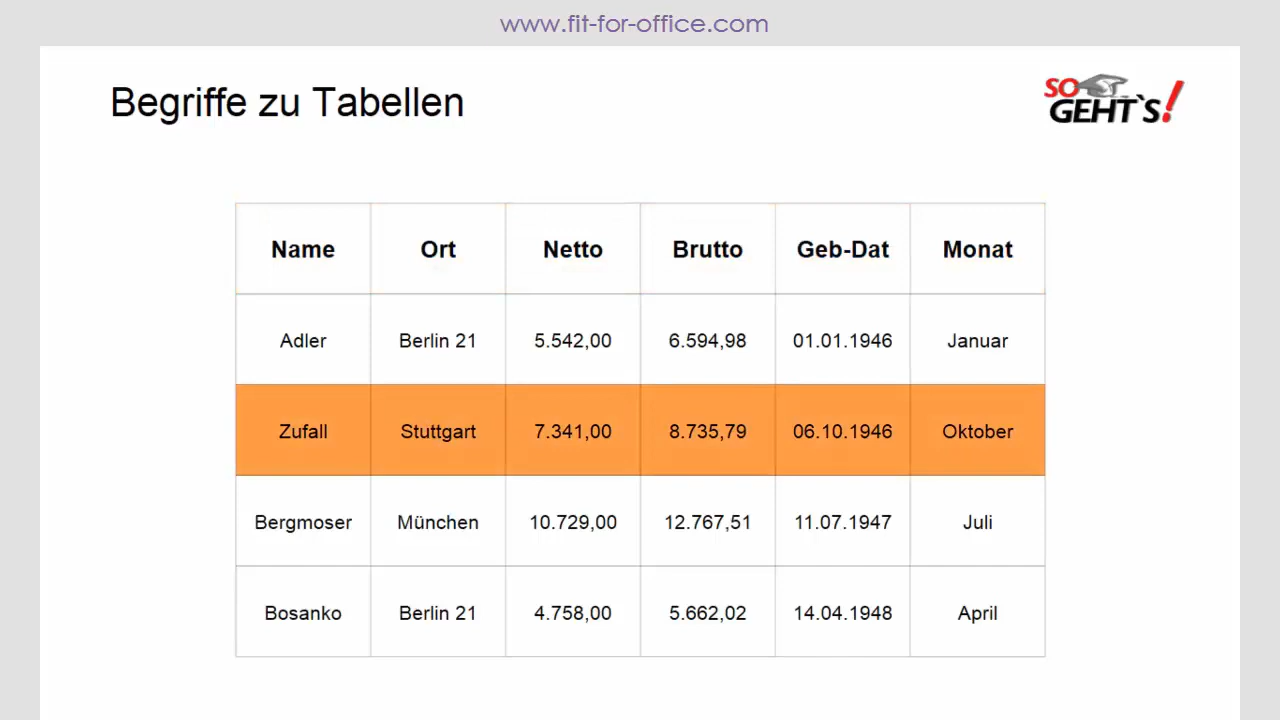 www.fit-for-office.com
Begriffe zu Tabellen
SO
GEHT`S!
Name Ort Netto Brutto Geb-Dat Monat
Adler Berlin 21 5.542,00 6.594,98 01.01.1946 Januar
Zufall Stuttgart 7.341,00 8.735,79 06.10.1946 Oktober
Bergmoser München 10.729,00 12.767,51 11.07.1947 Juli
Bosanko Berlin 21 4.758,00 5.662,02 14.04.1948 April